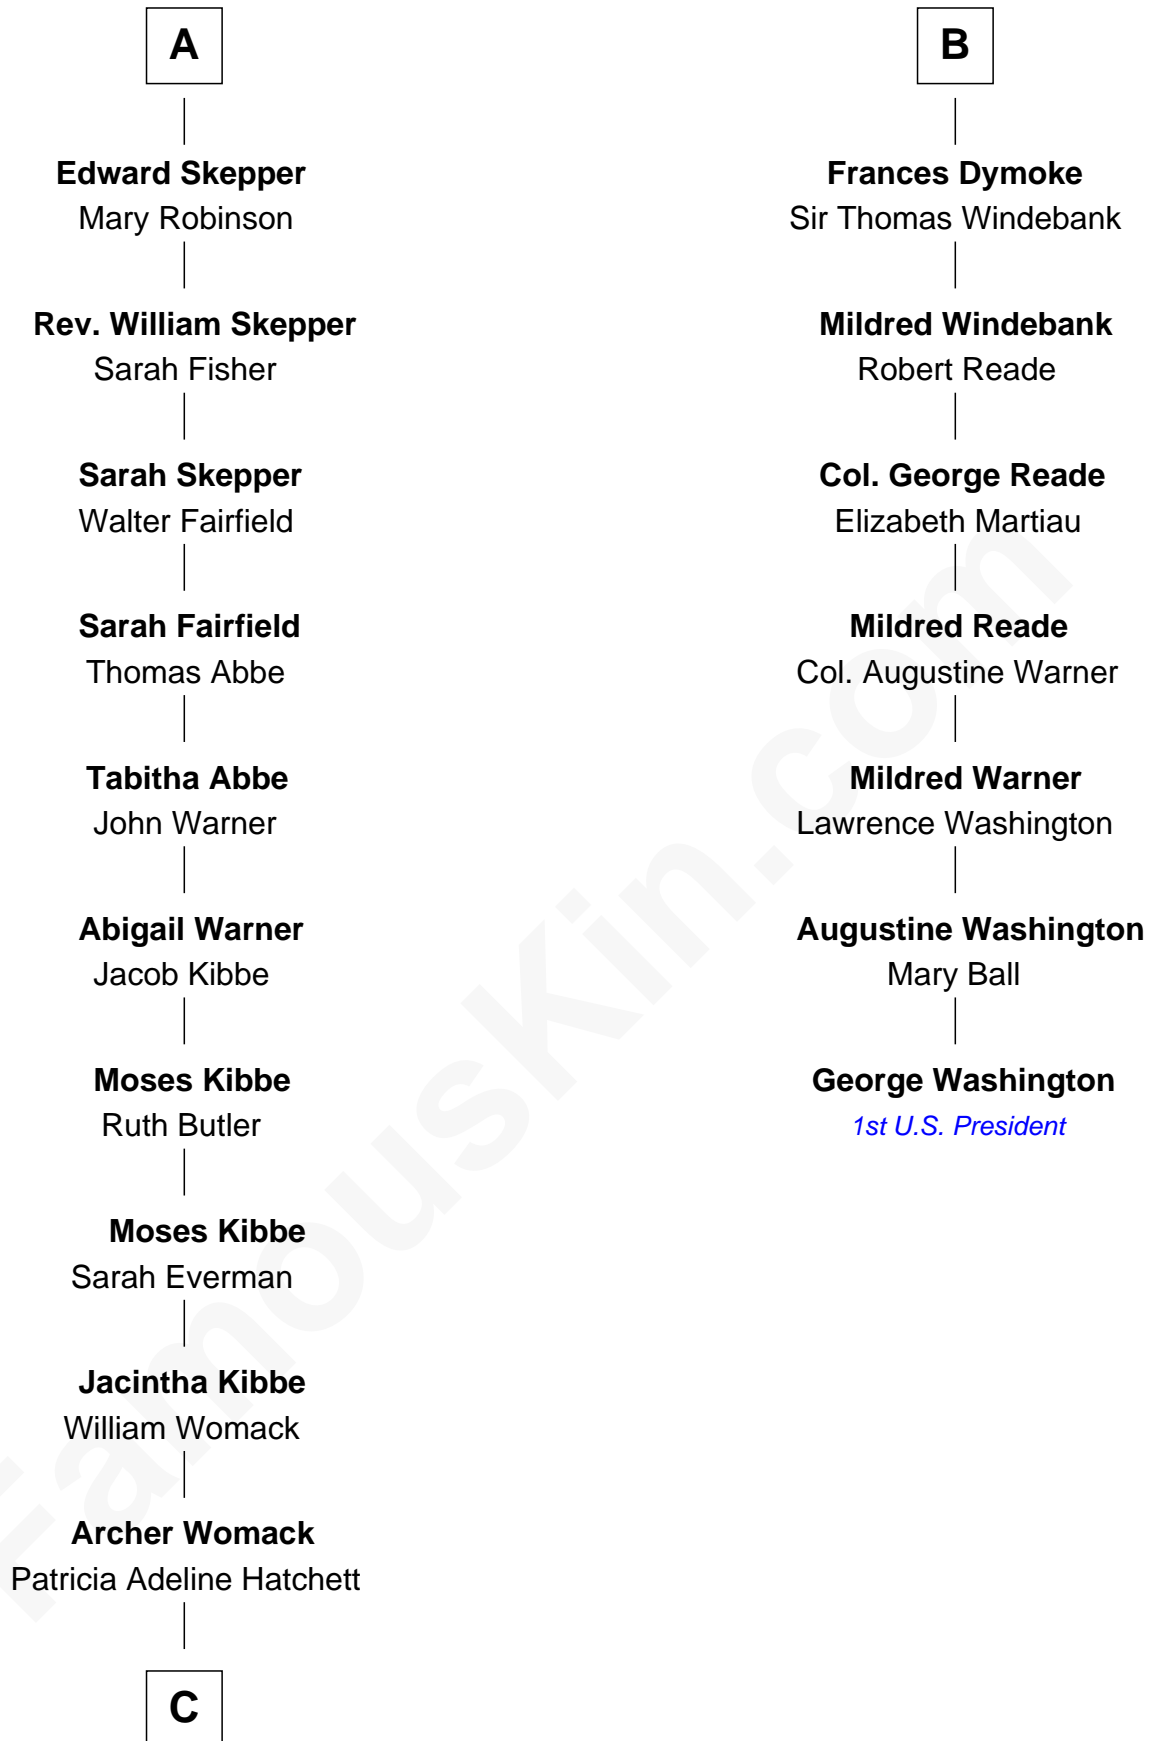 A
Edward Skepper
Mary Robinson
Rev. William Skepper
Sarah Fisher
Sarah Skepper
Walter Fairfield
Sarah Fairfield
Thomas Abbe
Tabitha Abbe
John Warner
Abigail Warner
Jacob Kibbe
Moses Kibbe
Ruth Butler
Moses Kibbe
Sarah Everman
Jacintha Kibbe
William Womack
Archer Womack
Patricia Adeline Hatchett
C
B
Frances Dymoke
Sir Thomas Windebank
Mildred Windebank
Robert Reade
Col. George Reade
Elizabeth Martiau
Mildred Reade
Col. Augustine Warner
Mildred Warner
Lawrence Washington
Augustine Washington
Mary Ball
George Washington
1st U.S. President
FamousKin.com